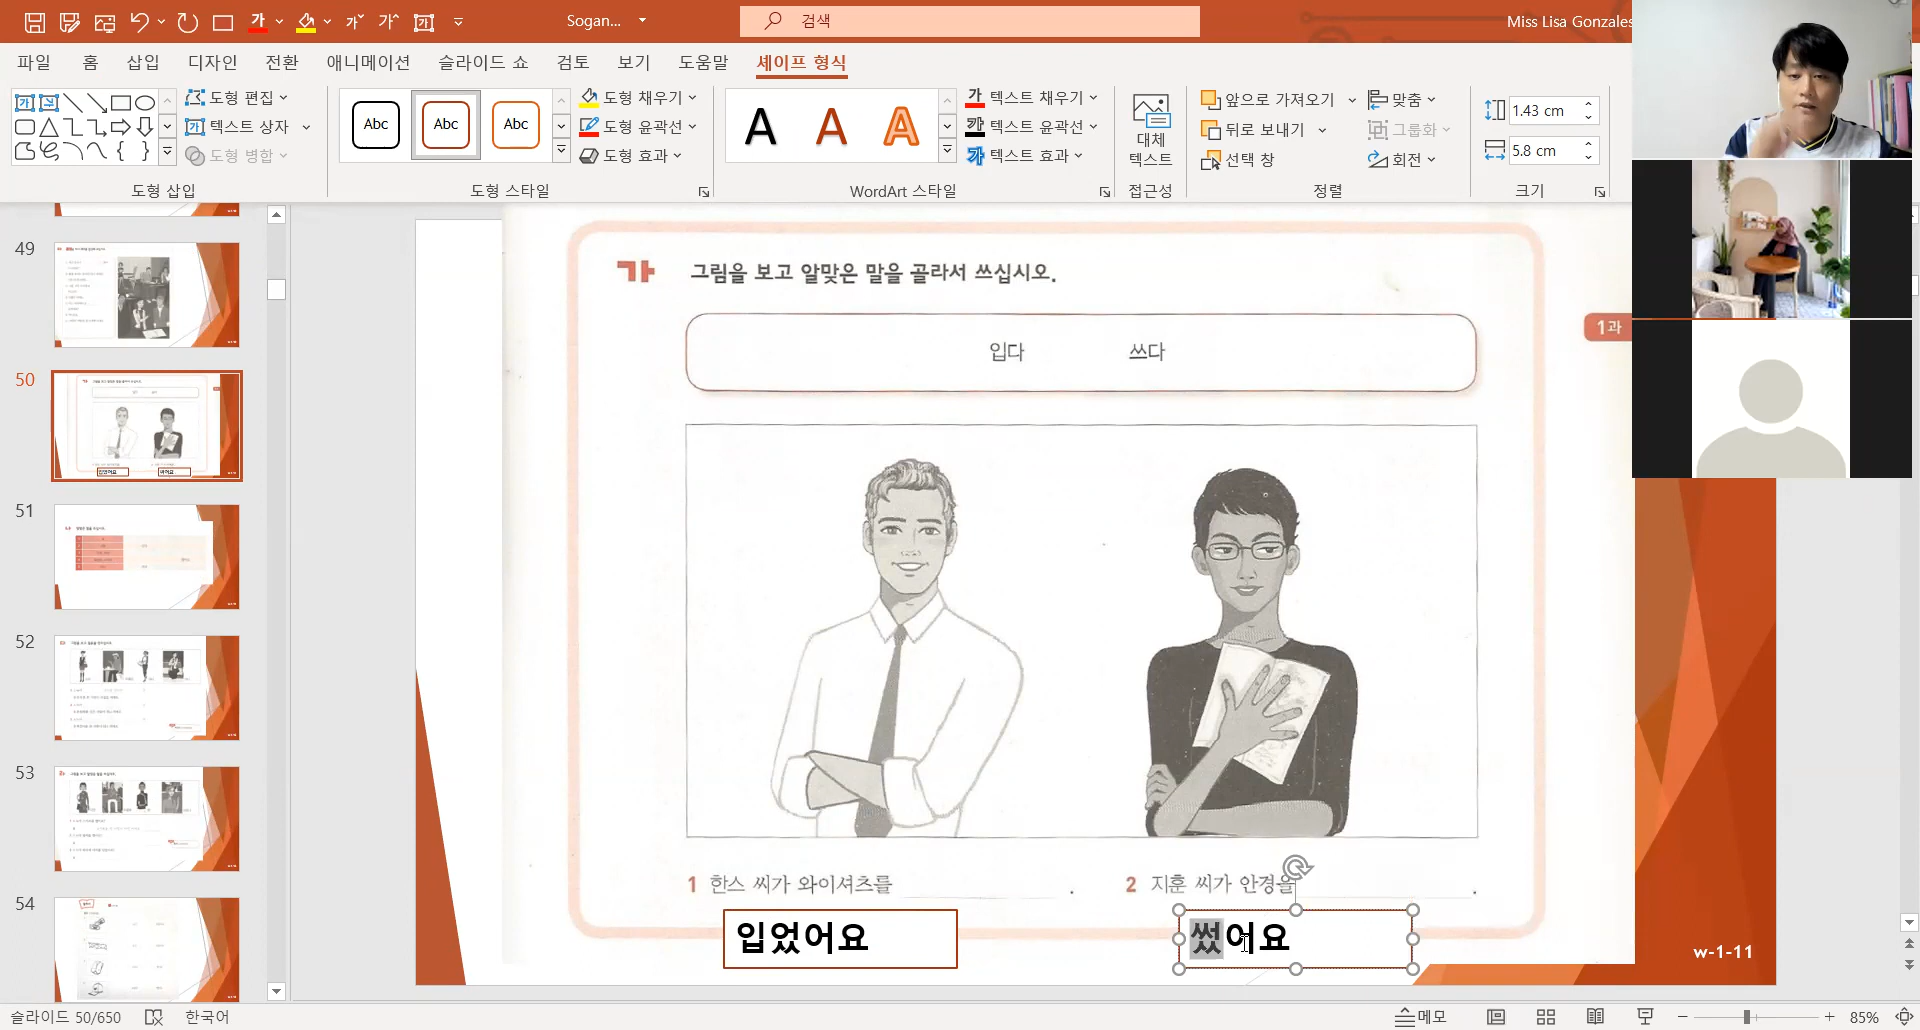 Sogan...
검색
Miss Lisa Gonzales
파일 홈 삽입 디자인 전환 애니메이션 슬라이드 쇼 검토 보기 도움말 셰이프 형식
도형 편집
텍스트 상자
도형 병합
도형 삽입
Abc Abc Abc
도형 채우기
도형 윤곽선
도형 효과
도형 스타일
A A A
텍스트 채우기
텍스트 윤곽선
텍스트 효과
WordArt 스타일
대체
텍스트
접근성
앞으로 가져오기
뒤로 보내기
선택 창
맞춤
그룹화
회전
정렬
1.43 cm
5.8 cm
크기
49
50
51
52
53
54
가 그림을 보고 알맞은 말을 골라서 쓰십시오.
입다 쓰다
1과
1 한스 씨가 와이셔츠를 .
2 지훈 씨가 안경을 .
입었어요
썼어요
w-1-11
슬라이드 50/650 한국어
메모
85%